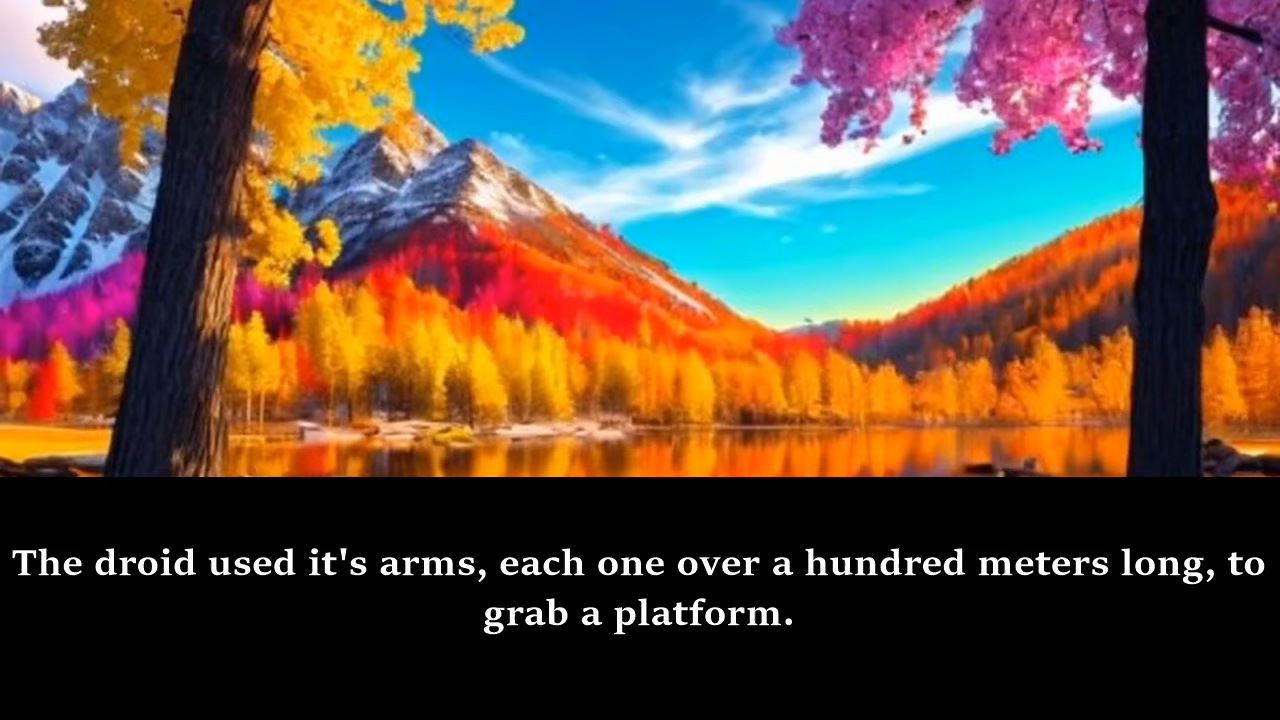 The droid used it's arms, each one over a hundred meters long, to
grab a platform.